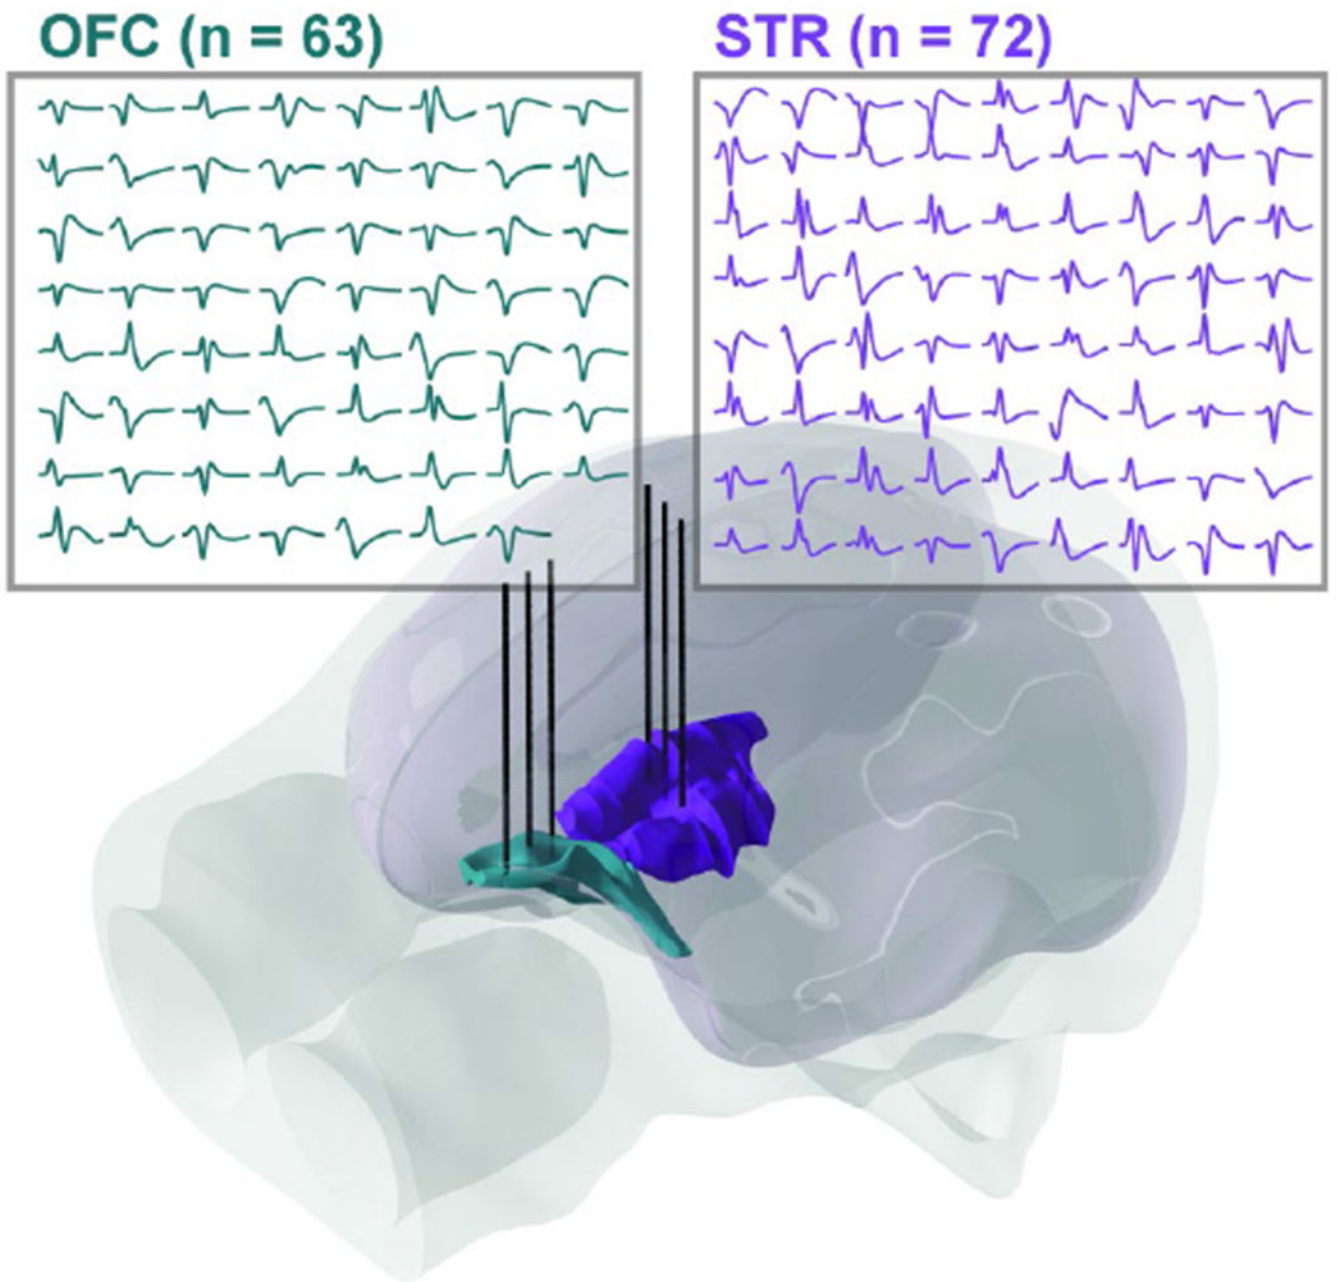 OFC (n = 63)
STR (n = 72)